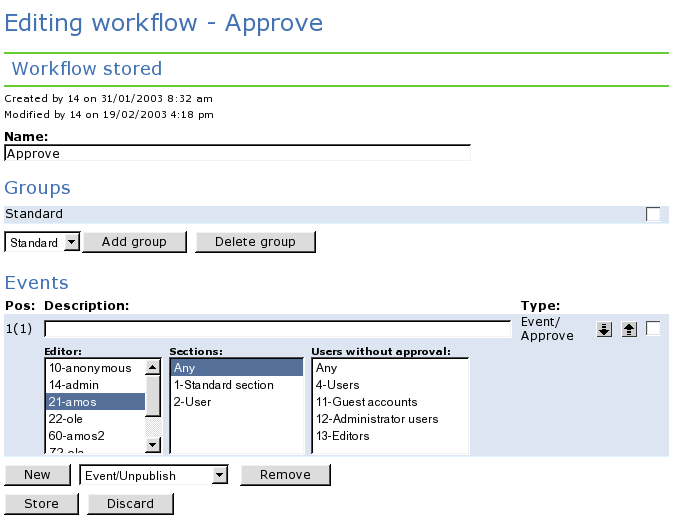 Editing workflow - Approve
Workflow stored
Created by 14 on 31/01/2003 8:32 am
Modified by 14 on 19/02/2003 4:18 pm
Name:
Approve
Groups
Standard
Standard Add group Delete group
Events
Pos: Description: Type:
1(1) Event/
Approve
Editor: Sections: Users without approval:
10-anonymous Any Any
14-admin 1-Standard section 4-Users
21-amos 2-User 11-Guest accounts
22-ole 12-Administrator users
60-amos2 13-Editors
New Event/Unpublish Remove
Store Discard